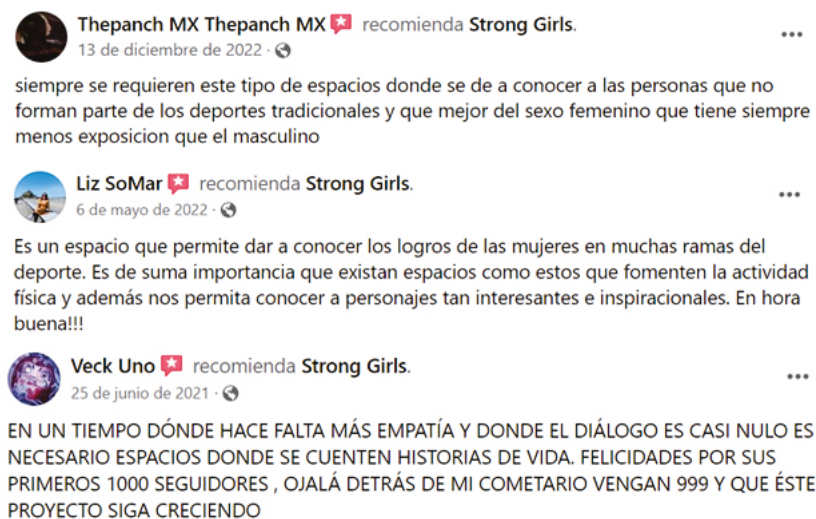 Thepanch MX Thepanch MX recomienda Strong Girls.
13 de diciembre de 2022 ·
siempre se requieren este tipo de espacios donde se de a conocer a las personas que no
forman parte de los deportes tradicionales y que mejor del sexo femenino que tiene siempre
menos exposicion que el masculino
Liz SoMar recomienda Strong Girls.
6 de mayo de 2022 ·
Es un espacio que permite dar a conocer los logros de las mujeres en muchas ramas del
deporte. Es de suma importancia que existan espacios como estos que fomenten la actividad
física y además nos permita conocer a personajes tan interesantes e inspiracionales. En hora
buena!!!
Veck Uno recomienda Strong Girls.
25 de junio de 2021 ·
EN UN TIEMPO DÓNDE HACE FALTA MÁS EMPATÍA Y DONDE EL DIÁLOGO ES CASI NULO ES
NECESARIO ESPACIOS DONDE SE CUENTEN HISTORIAS DE VIDA. FELICIDADES POR SUS
PRIMEROS 1000 SEGUIDORES , OJALÁ DETRÁS DE MI COMETARIO VENGAN 999 Y QUE ÉSTE
PROYECTO SIGA CRECIENDO